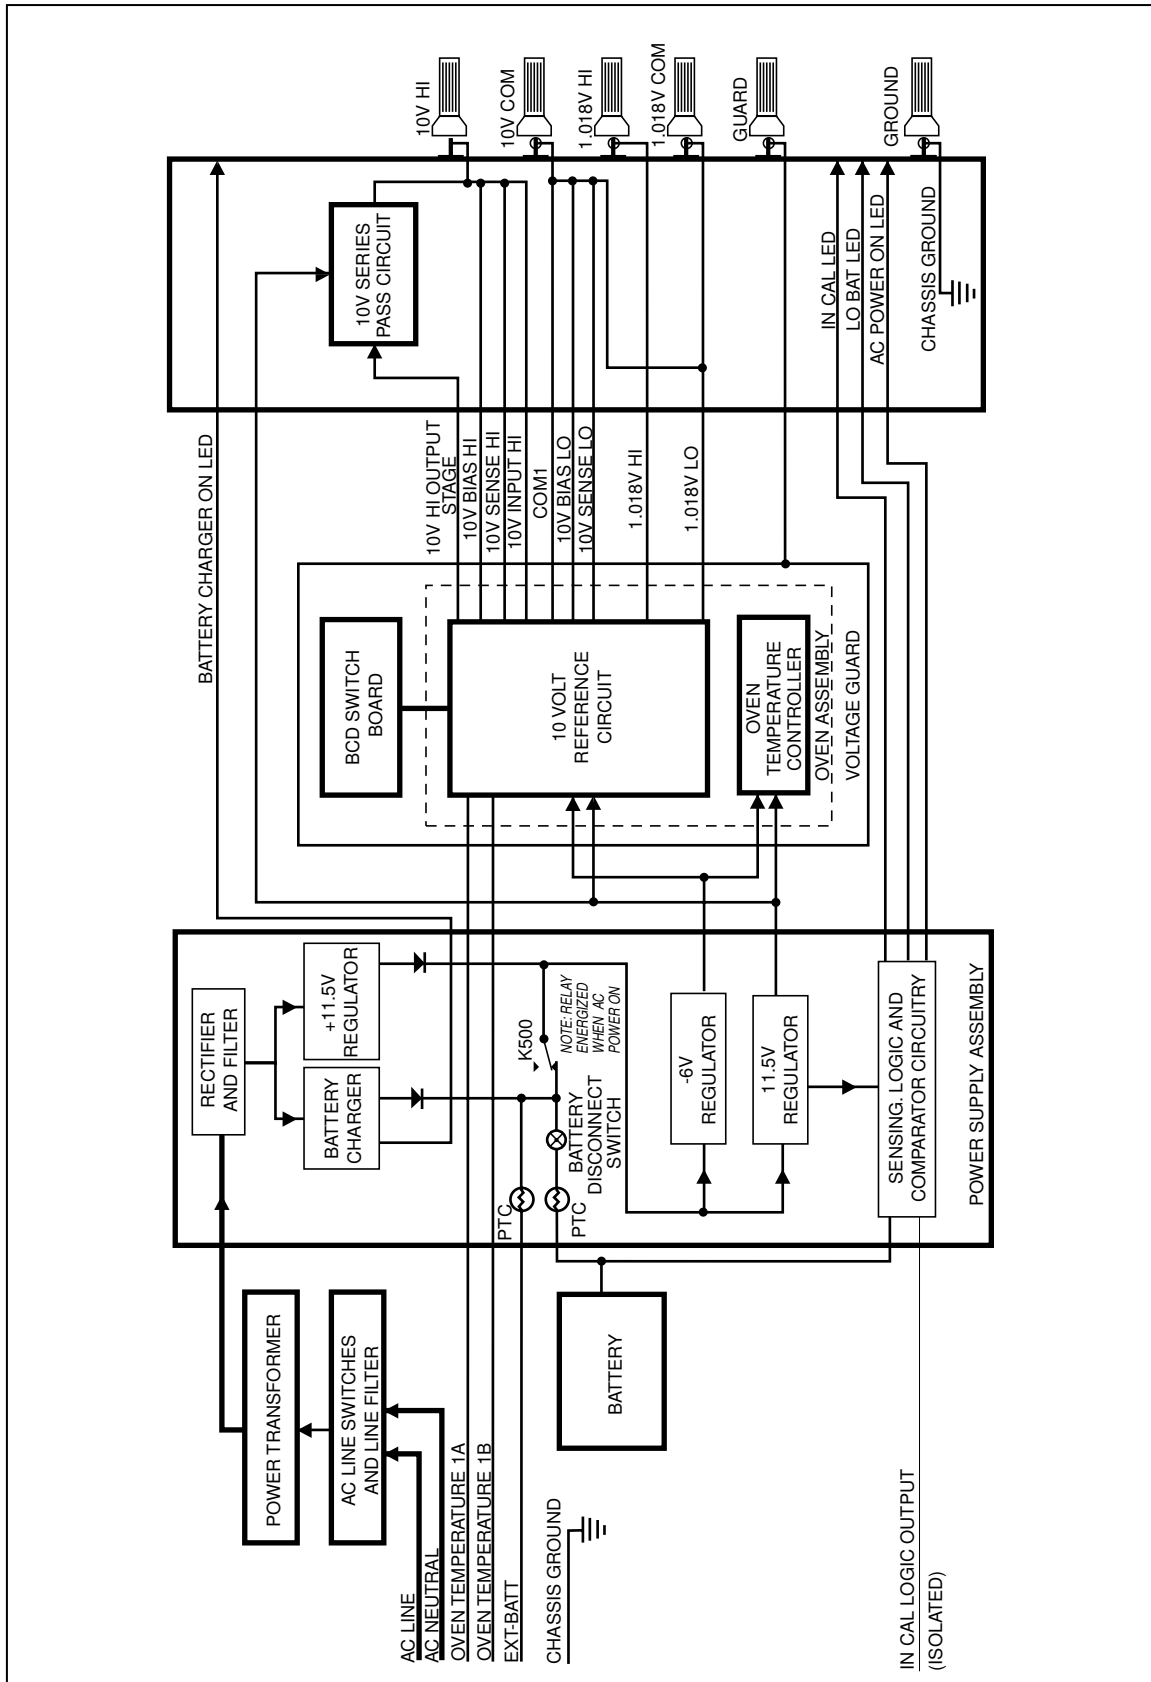 AC LINE
AC NEUTRAL
OVEN TEMPERATURE 1A
OVEN TEMPERATURE 1B
EXT-BATT
CHASSIS GROUND
IN CAL LOGIC OUTPUT
(ISOLATED)
POWER TRANSFORMER
AC LINE SWITCHES
AND LINE FILTER
BATTERY
RECTIFIER
AND FILTER
+11.5V
REGULATOR
BATTERY
CHARGER
PTC
PTC
BATTERY
DISCONNECT
SWITCH
K500
NOTE: RELAY
ENERGIZED
WHEN AC
POWER ON
-6V
REGULATOR
11.5V
REGULATOR
SENSING. LOGIC AND
COMPARATOR CIRCUITRY
POWER SUPPLY ASSEMBLY
BATTERY CHARGER ON LED
BCD SWITCH
BOARD
10 VOLT
REFERENCE
CIRCUIT
OVEN
TEMPERATURE
CONTROLLER
OVEN ASSEMBLY
VOLTAGE GUARD
10V HI OUTPUT
STAGE
10V BIAS HI
10V SENSE HI
10V INPUT HI
COM1
10V BIAS LO
10V SENSE LO
1.018V HI
1.018V LO
10V SERIES
PASS CIRCUIT
IN CAL LED
LO BAT LED
AC POWER ON LED
CHASSIS GROUND
10V HI
10V COM
1.018V HI
1.018V COM
GUARD
GROUND